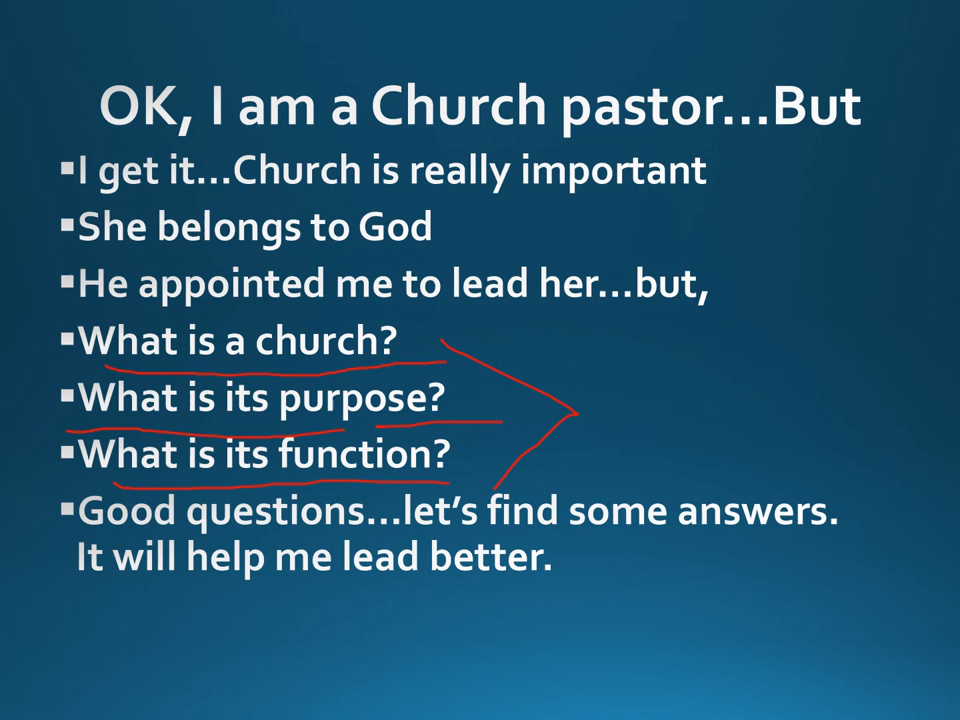 OK, I am a Church pastor...But
▪I get it...Church is really important
▪She belongs to God
▪He appointed me to lead her...but,
▪What is a church?
▪What is its purpose?
▪What is its function?
▪Good questions...let's find some answers.
It will help me lead better.